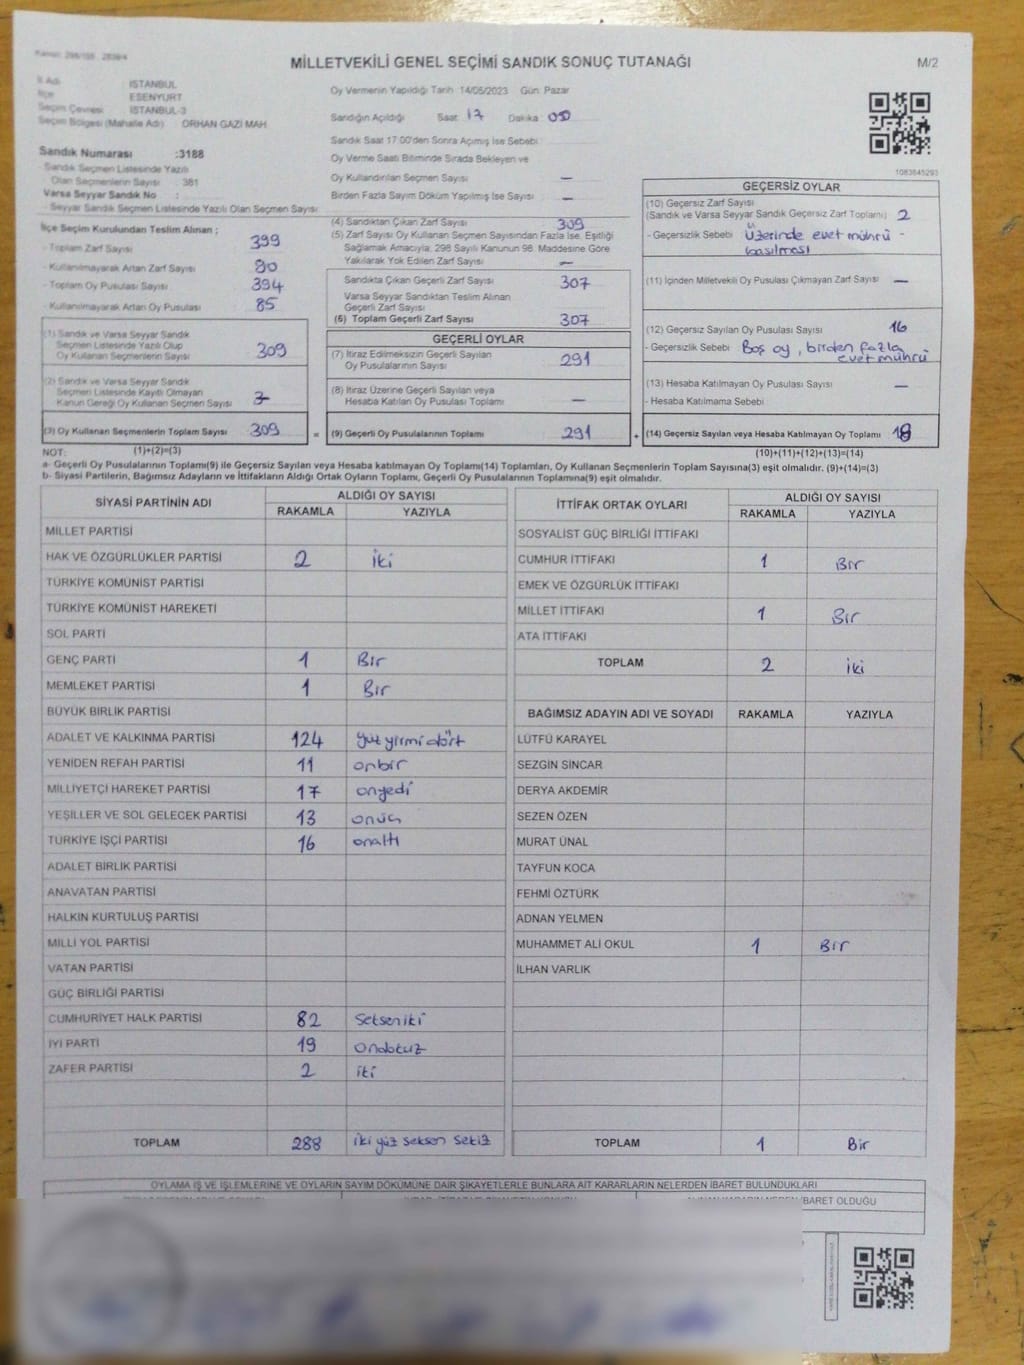 Kanun: 298/105 , 2839/4
MİLLETVEKİLİ GENEL SEÇİMİ SANDIK SONUÇ TUTANAĞI
M/2
İl Adı İSTANBUL
İlçe ESENYURT
Seçim Çevresi İSTANBUL-3
Seçim Bölgesi (Mahalle Adı) ORHAN GAZİ MAH
Sandık Numarası :3188
Sandık Seçmen Listesinde Yazılı
Olan Seçmenlerin Sayısı : 381
Varsa Seyyar Sandık No :
Seyyar Sandık Seçmen Listesinde Yazılı Olan Seçmen Sayısı
Oy Vermenin Yapıldığı Tarih 14/05/2023 Gün: Pazar
Sandığın Açıldığı Saat 17 Dakika
Sandık Saat 17.00'den Sonra Açılmış İse Sebebi
Oy Verme Saati Bitiminde Sırada Bekleyen ve
Oy Kullandırılan Seçmen Sayısı —
Birden Fazla Sayım Döküm Yapılmış İse Sayısı —
1083645293
İlçe Seçim Kurulundan Teslim Alınan ;
- Toplam Zarf Sayısı 399
- Kullanılmayarak Artan Zarf Sayısı 90
- Toplam Oy Pusulası Sayısı 394
- Kullanılmayarak Artan Oy Pusulası 85
(1) Sandık ve Varsa Seyyar Sandık
Seçmen Listesinde Yazılı Olup
Oy Kullanan Seçmenlerin Sayısı 309
(2) Sandık ve Varsa Seyyar Sandık
Seçmen Listesinde Kayıtlı Olmayan
Kanun Gereği Oy Kullanan Seçmen Sayısı
(3) Oy Kullanan Seçmenlerin Toplam Sayısı 309
(1)+(2)=(3)
(4) Sandıktan Çıkan Zarf Sayısı 309
(5) Zarf Sayısı Oy Kullanan Seçmen Sayısından Fazla İse, Eşitliği
Sağlamak Amacıyla, 298 Sayılı Kanunun 98. Maddesine Göre
Yakılarak Yok Edilen Zarf Sayısı —
Sandıkta Çıkan Geçerli Zarf Sayısı 307
Varsa Seyyar Sandıktan Teslim Alınan
Geçerli Zarf Sayısı
(6) Toplam Geçerli Zarf Sayısı 307
GEÇERLİ OYLAR
(7) İtiraz Edilmeksizin Geçerli Sayılan
Oy Pusulalarının Sayısı 291
(8) İtiraz Üzerine Geçerli Sayılan veya
Hesaba Katılan Oy Pusulası Toplamı —
= (9) Geçerli Oy Pusulalarının Toplamı 291 +
GEÇERSİZ OYLAR
(10) Geçersiz Zarf Sayısı
(Sandık ve Varsa Seyyar Sandık Geçersiz Zarf Toplamı) 2
- Geçersizlik Sebebi Üzerinde evet mührü -
basılması
(11) İçinden Milletvekili Oy Pusulası Çıkmayan Zarf Sayısı —
(12) Geçersiz Sayılan Oy Pusulası Sayısı 16
- Geçersizlik Sebebi Boş oy, birden fazla
evet mührü
(13) Hesaba Katılmayan Oy Pusulası Sayısı —
- Hesaba Katılmama Sebebi
(14) Geçersiz Sayılan veya Hesaba Katılmayan Oy Toplamı 18
(10)+(11)+(12)+(13)=(14)
NOT:
a- Geçerli Oy Pusulalarının Toplamı(9) ile Geçersiz Sayılan veya Hesaba katılmayan Oy Toplamı(14) Toplamları, Oy Kullanan Seçmenlerin Toplam Sayısına(3) eşit olmalıdır. (9)+(14)=(3)
b- Siyasi Partilerin, Bağımsız Adayların ve İttifakların Aldığı Ortak Oyların Toplamı, Geçerli Oy Pusulalarının Toplamına(9) eşit olmalıdır.
SİYASİ PARTİNİN ADI ALDIĞI OY SAYISI
RAKAMLA YAZIYLA
MİLLET PARTİSİ
HAK VE ÖZGÜRLÜKLER PARTİSİ 2 iki
TÜRKİYE KOMÜNİST PARTİSİ
TÜRKİYE KOMÜNİST HAREKETİ
SOL PARTİ
GENÇ PARTİ 1 Bir
MEMLEKET PARTİSİ 1 Bir
BÜYÜK BİRLİK PARTİSİ
ADALET VE KALKINMA PARTİSİ 124 yüz yirmi dört
YENİDEN REFAH PARTİSİ 11 onbir
MİLLİYETÇİ HAREKET PARTİSİ 17 onyedi
YEŞİLLER VE SOL GELECEK PARTİSİ 13 onüç
TÜRKİYE İŞÇİ PARTİSİ 16 onaltı
ADALET BİRLİK PARTİSİ
ANAVATAN PARTİSİ
HALKIN KURTULUŞ PARTİSİ
MİLLİ YOL PARTİSİ
VATAN PARTİSİ
GÜÇ BİRLİĞİ PARTİSİ
CUMHURİYET HALK PARTİSİ 82 seksen iki
İYİ PARTİ 19 ondokuz
ZAFER PARTİSİ 2 iki
TOPLAM 288 iki yüz seksen sekiz
İTTİFAK ORTAK OYLARI ALDIĞI OY SAYISI
RAKAMLA YAZIYLA
SOSYALİST GÜÇ BİRLİĞİ İTTİFAKI
CUMHUR İTTİFAKI 1 Bir
EMEK VE ÖZGÜRLÜK İTTİFAKI
MİLLET İTTİFAKI 1 Bir
ATA İTTİFAKI
TOPLAM 2 iki
BAĞIMSIZ ADAYIN ADI VE SOYADI RAKAMLA YAZIYLA
LÜTFÜ KARAYEL
SEZGİN SİNCAR
DERYA AKDEMİR
SEZEN ÖZEN
MURAT ÜNAL
TAYFUN KOCA
FEHMİ ÖZTÜRK
ADNAN YELMEN
MUHAMMET ALİ OKUL 1 Bir
İLHAN VARLIK
TOPLAM 1 Bir
OYLAMA İŞ VE İŞLEMLERİNE VE OYLARIN SAYIM DÖKÜMÜNE DAİR ŞİKAYETLERLE BUNLARA AİT KARARLARIN NELERDEN İBARET BULUNDUKLARI
İBARET OLDUĞU